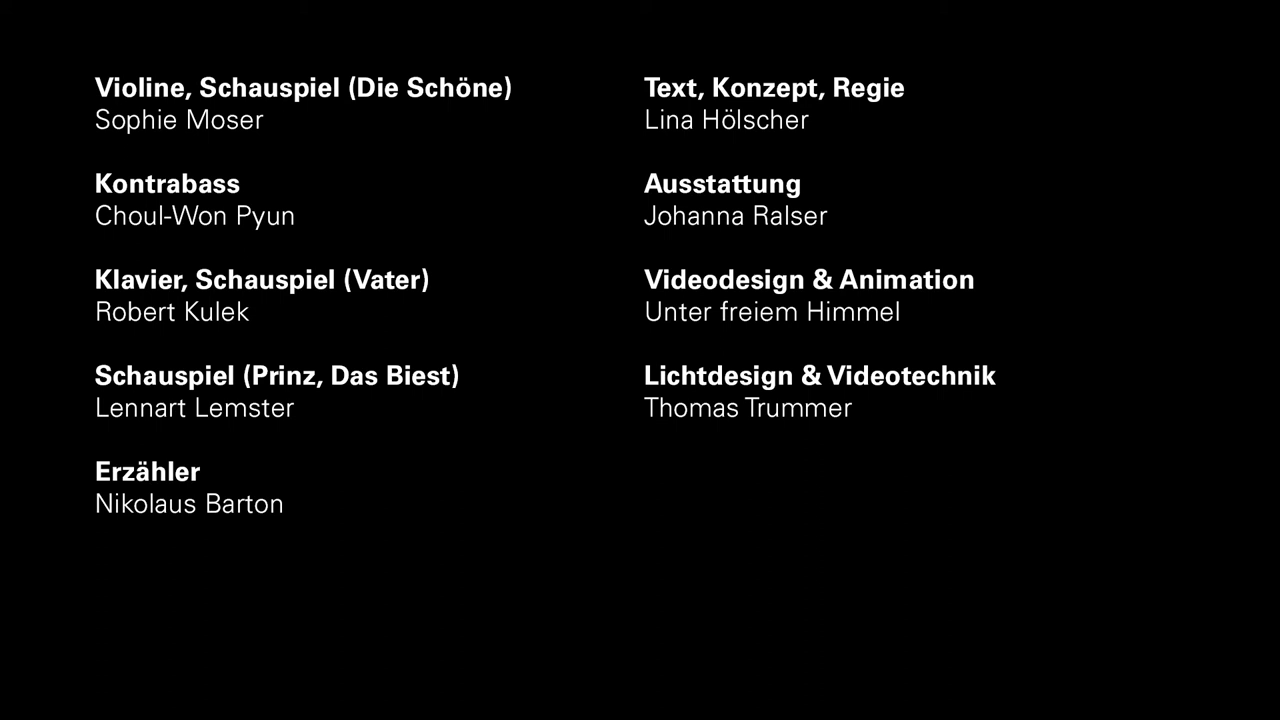 Violine, Schauspiel (Die Schöne)
Sophie Moser
Kontrabass
Choul-Won Pyun
Klavier, Schauspiel (Vater)
Robert Kulek
Schauspiel (Prinz, Das Biest)
Lennart Lemster
Erzähler
Nikolaus Barton
Text, Konzept, Regie
Lina Hölscher
Ausstattung
Johanna Ralser
Videodesign & Animation
Unter freiem Himmel
Lichtdesign & Videotechnik
Thomas Trummer